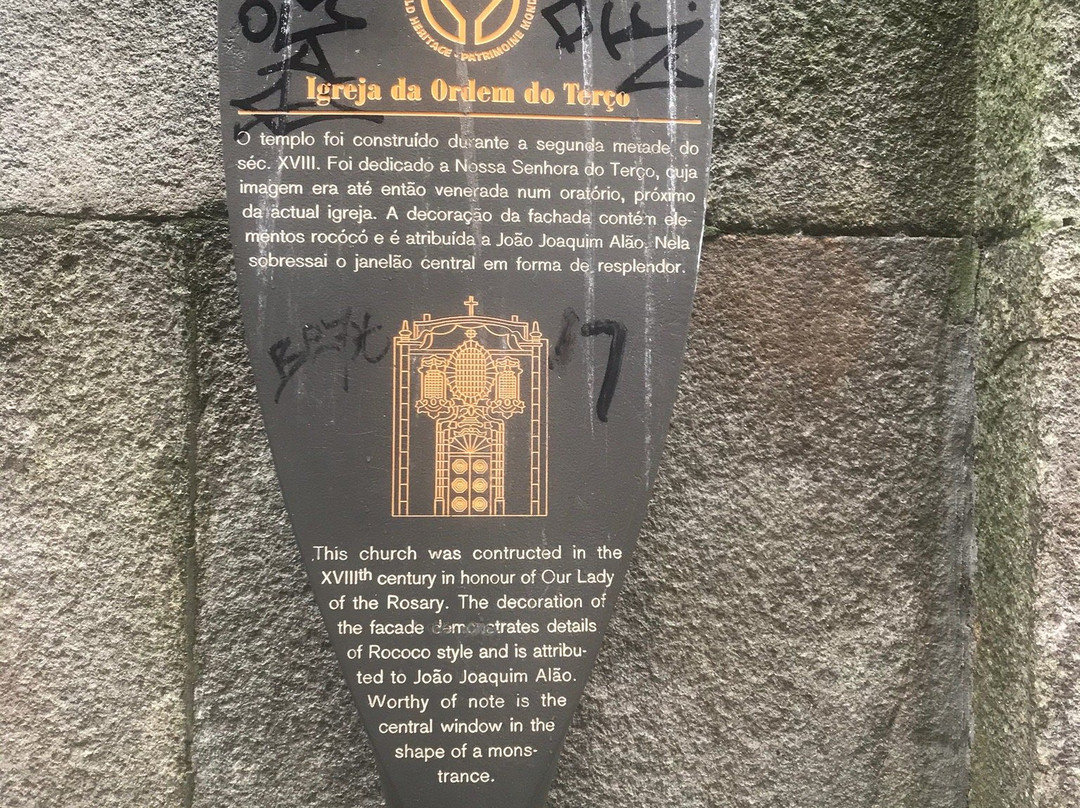 LD HERITAGE • PATRIMOINE MOND
Igreja da Ordem do Terço
O templo foi construído durante a segunda metade do
séc. XVIII. Foi dedicado a Nossa Senhora do Terço, cuja
imagem era até então venerada num oratório, próximo
da actual igreja. A decoração da fachada contém ele-
mentos rococó e é atribuída a João Joaquim Alão. Nela
sobressai o janelão central em forma de resplendor.
This church was contructed in the
XVIIIth century in honour of Our Lady
of the Rosary. The decoration of
the facade demonstrates details
of Rococo style and is attribu-
ted to João Joaquim Alão.
Worthy of note is the
central window in the
shape of a mons-
trance.